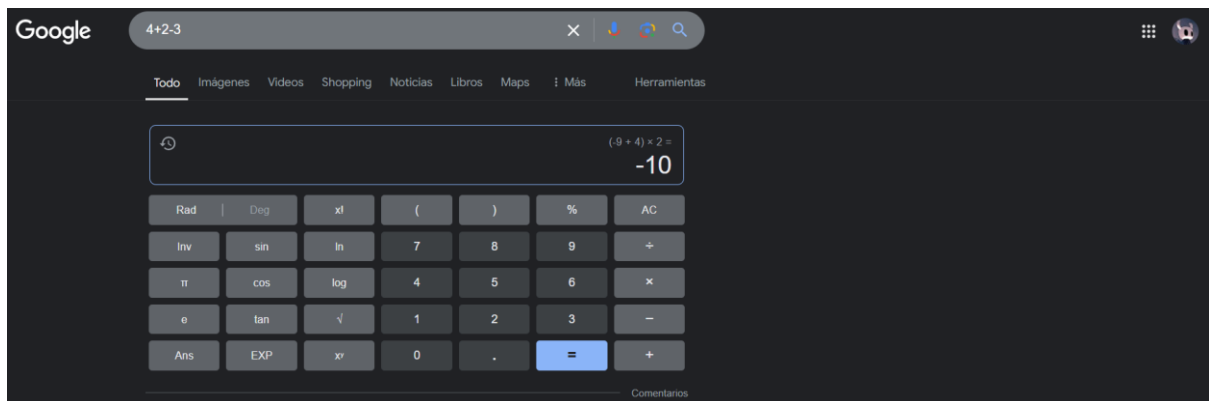 Google 4+2-3
Todo Imágenes Videos Shopping Noticias Libros Maps Más Herramientas
(-9 + 4) × 2 =
-10
Rad | Deg x! ( ) % AC
Inv sin ln 7 8 9 ÷
π cos log 4 5 6 ×
e tan √ 1 2 3 −
Ans EXP xʸ 0 . = +
Comentarios